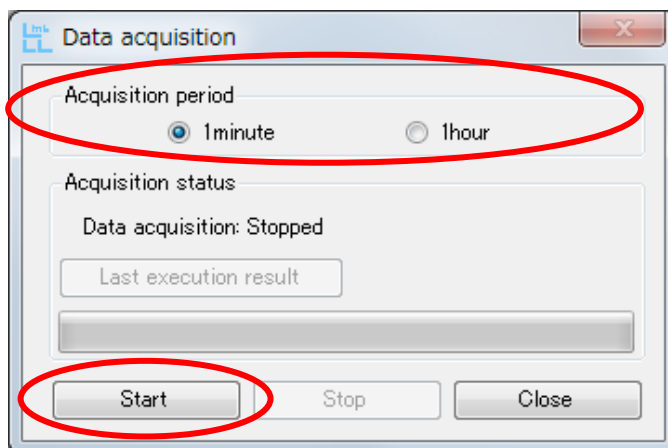 Data acquisition
Acquisition period
1minute 1hour
Acquisition status
Data acquisition: Stopped
Last execution result
Start Stop Close